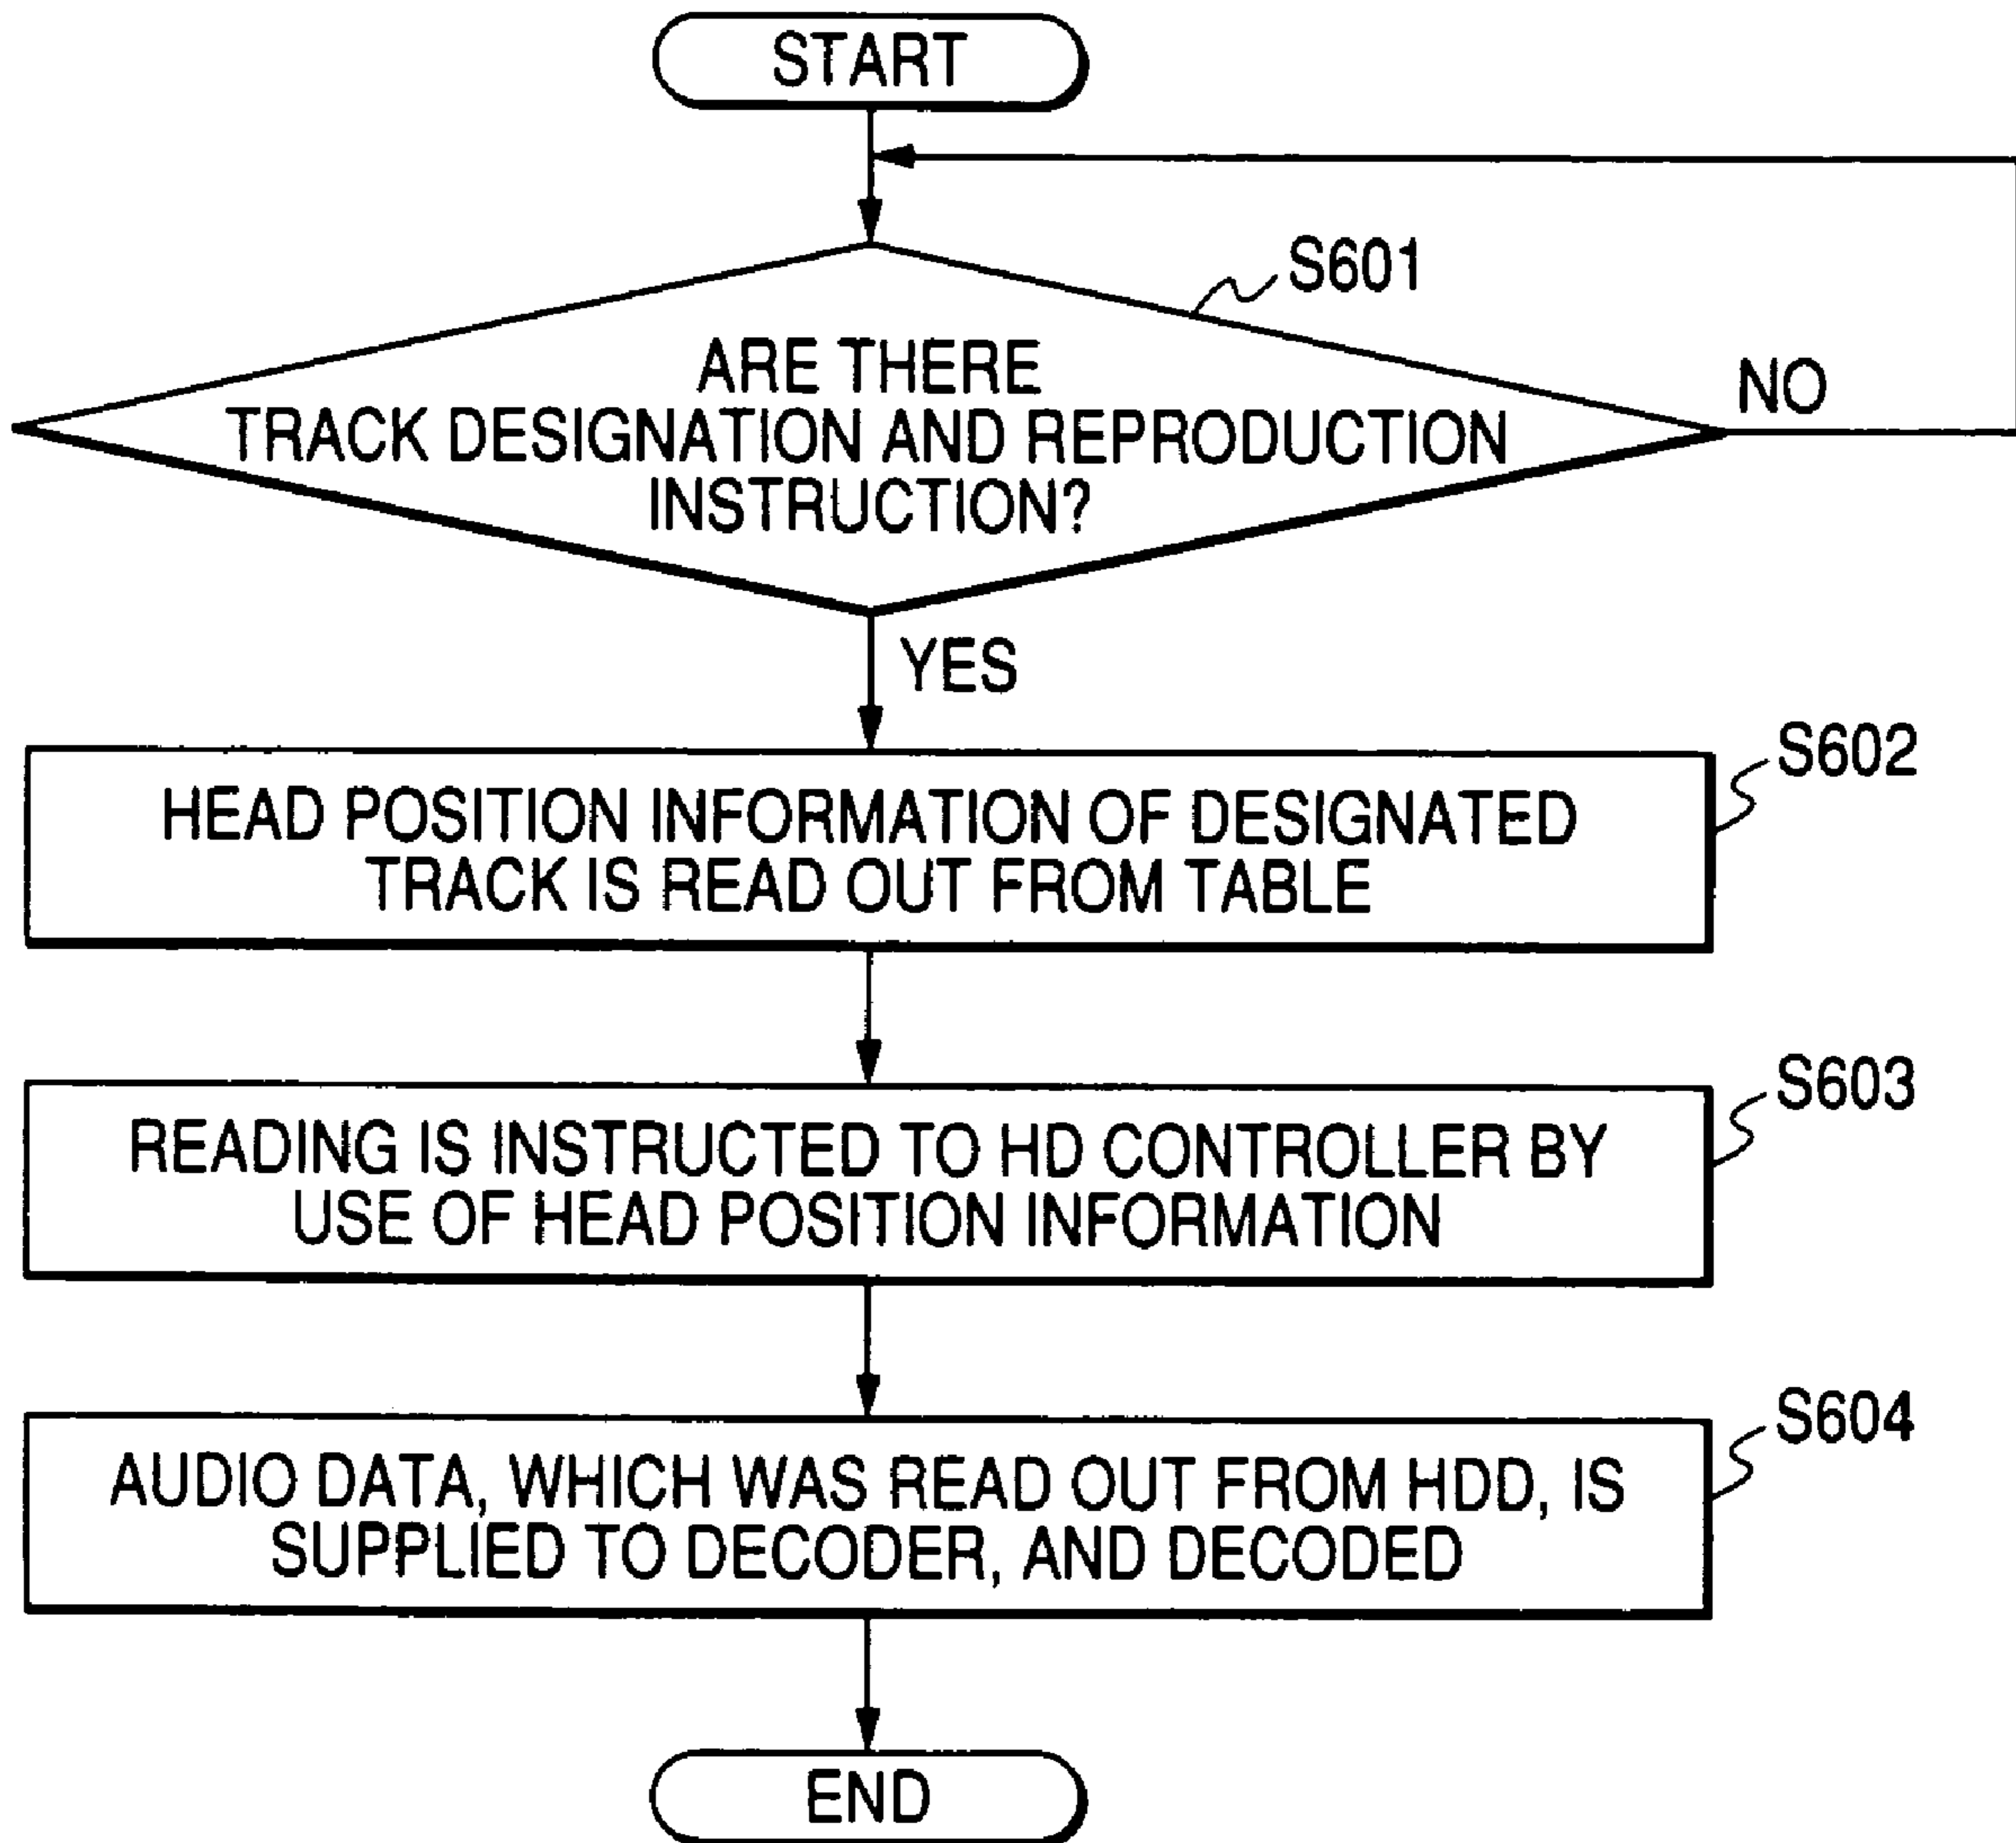 START
S601
ARE THERE
TRACK DESIGNATION AND REPRODUCTION
INSTRUCTION?
NO
YES
S602
HEAD POSITION INFORMATION OF DESIGNATED
TRACK IS READ OUT FROM TABLE
S603
READING IS INSTRUCTED TO HD CONTROLLER BY
USE OF HEAD POSITION INFORMATION
S604
AUDIO DATA, WHICH WAS READ OUT FROM HDD, IS
SUPPLIED TO DECODER, AND DECODED
END